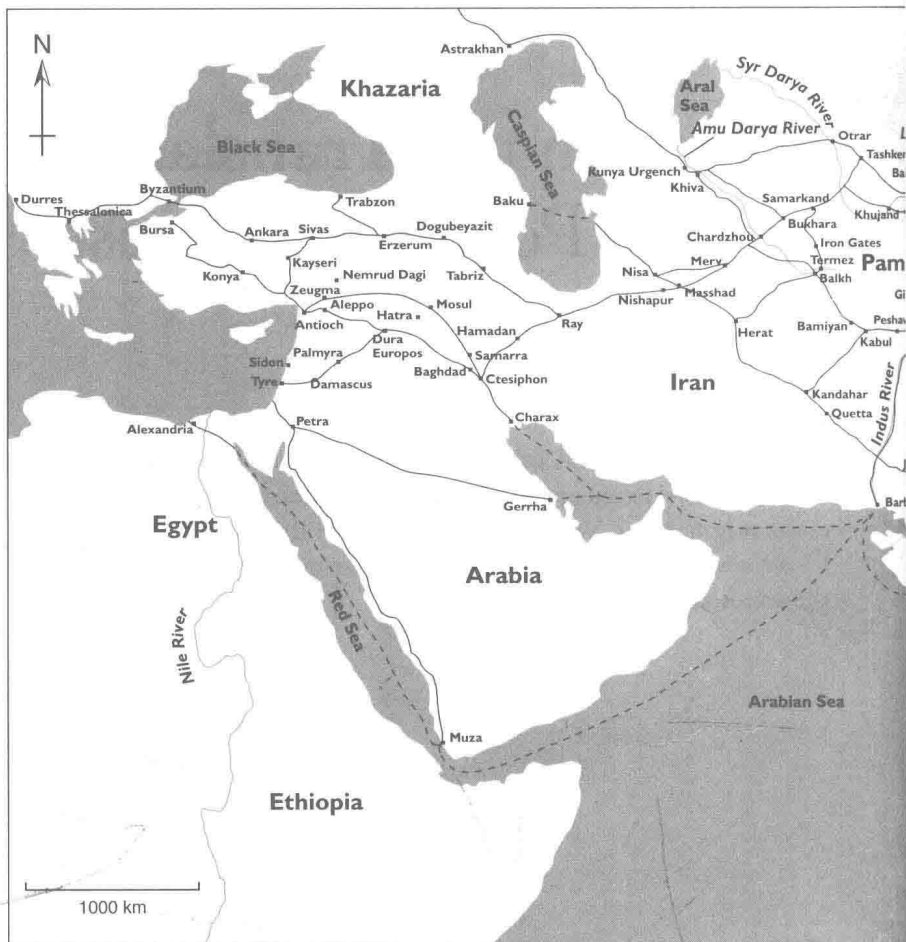 N
Astrakhan
Khazaria
Aral
Sea
Syr Darya River
Amu Darya River
Otrar
Black Sea
Caspian Sea
Kunya Urgench
Khiva
Durres
Byzantium
Thessalonica
Trabzon
Baku
Samarkand
Khujand
Bursa
Ankara
Sivas
Dogubeyazit
Erzerum
Chardzhou
Bukhara
Iron Gates
Termez
Konya
Kayseri
Nemrud Dagi
Tabriz
Nisa
Merv
Balkh
Zeugma
Aleppo
Mosul
Nishapur
Masshad
Antioch
Hatra
Ray
Herat
Bamiyan
Hamadan
Kabul
Sidon
Palmyra
Dura
Europos
Samarra
Baghdad
Tyre
Damascus
Ctesiphon
Iran
Kandahar
Quetta
Indus River
Alexandria
Petra
Charax
Gerrha
Egypt
Arabia
Nile River
Red Sea
Arabian Sea
Muza
Ethiopia
1000 km